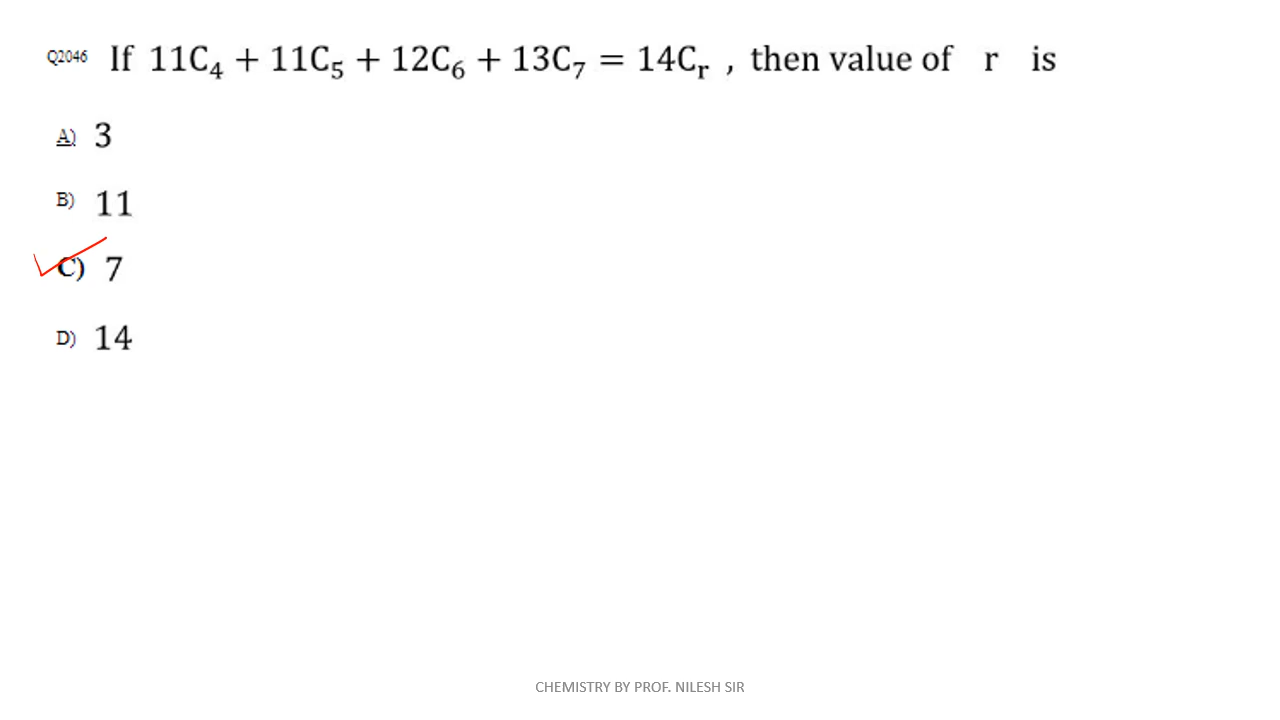 Q2046 If 11C₄ + 11C₅ + 12C₆ + 13C₇ = 14Cᵣ , then value of r is
A) 3
B) 11
C) 7
D) 14
CHEMISTRY BY PROF. NILESH SIR